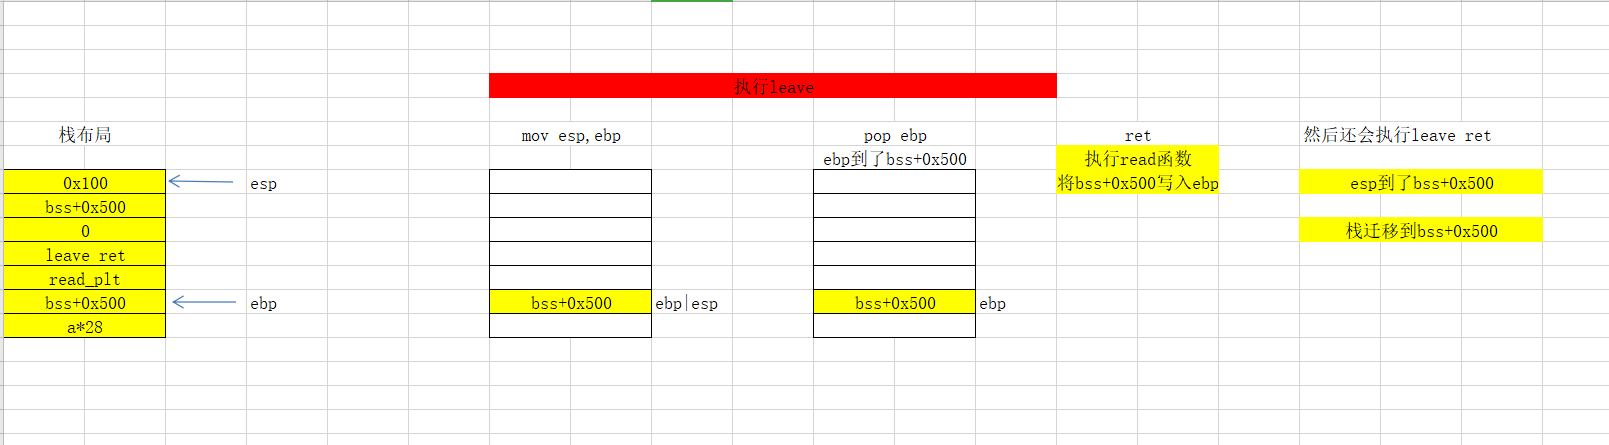 执行leave
栈布局
mov esp,ebp
pop ebp
ret
然后还会执行leave ret
ebp到了bss+0x500
执行read函数
0x100
esp
将bss+0x500写入ebp
esp到了bss+0x500
bss+0x500
0
栈迁移到bss+0x500
leave ret
read_plt
bss+0x500
ebp
bss+0x500
ebp|esp
bss+0x500
ebp
a*28